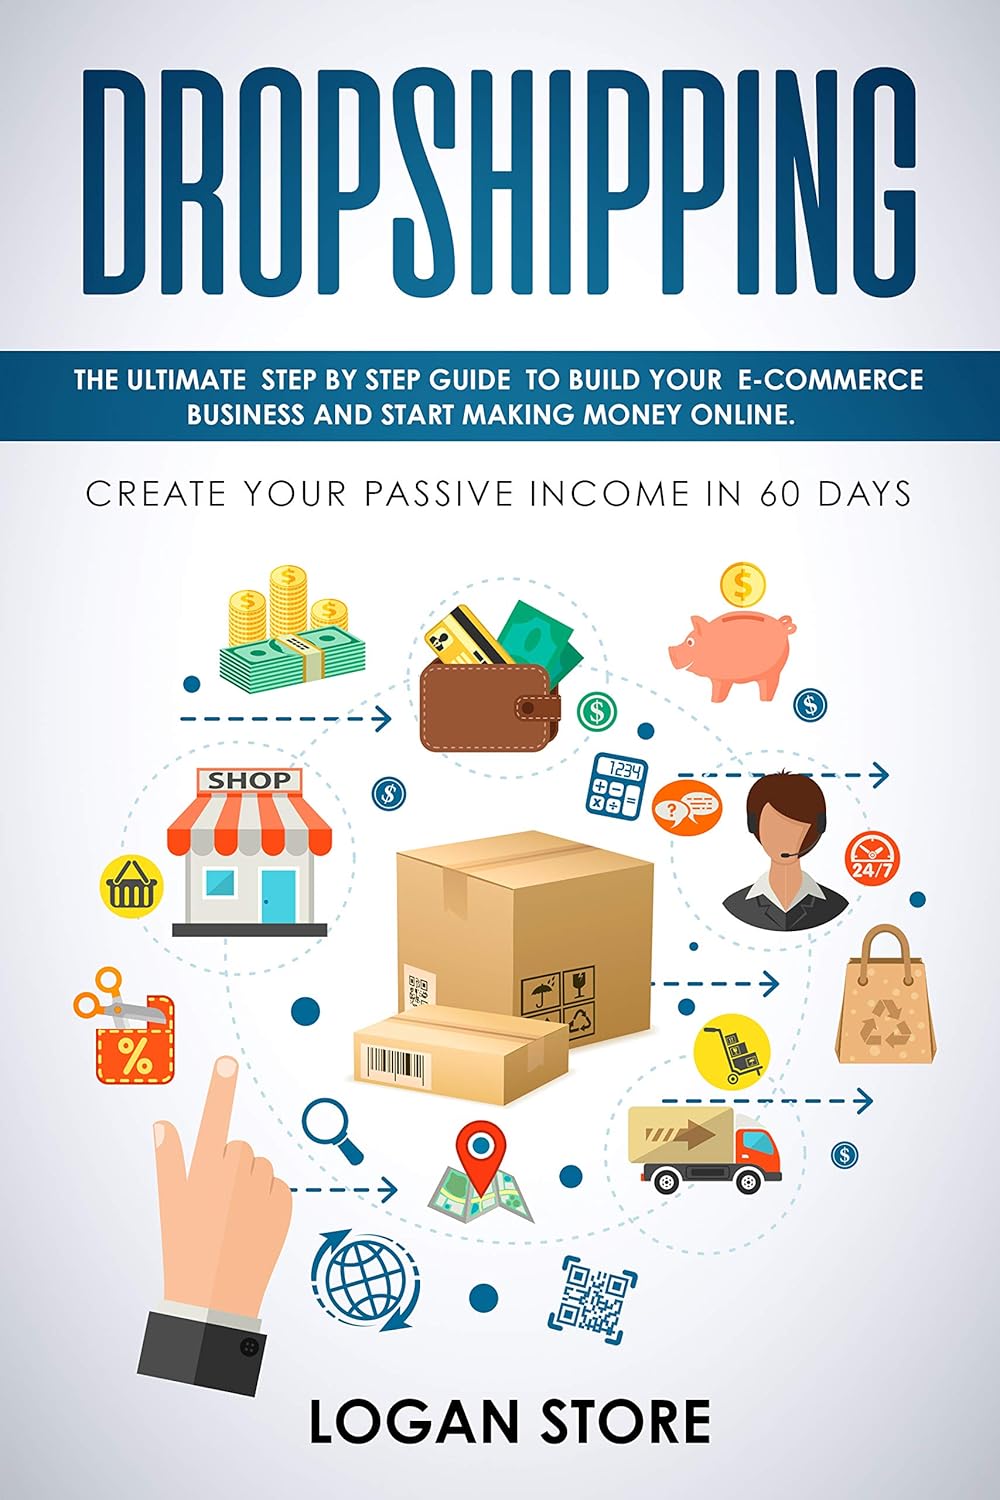 DROPSHIPPING
THE ULTIMATE STEP BY STEP GUIDE TO BUILD YOUR E-COMMERCE
BUSINESS AND START MAKING MONEY ONLINE.
CREATE YOUR PASSIVE INCOME IN 60 DAYS
$
$
$
$
$
$
1234
SHOP
$
?
24/7
%
$
LOGAN STORE